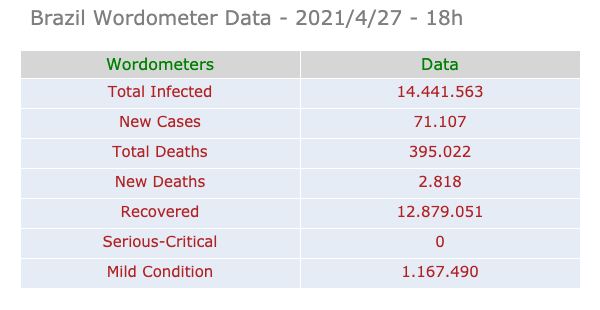 Brazil Wordometer Data - 2021/4/27 - 18h
Wordometers Data
Total Infected 14.441.563
New Cases 71.107
Total Deaths 395.022
New Deaths 2.818
Recovered 12.879.051
Serious-Critical 0
Mild Condition 1.167.490